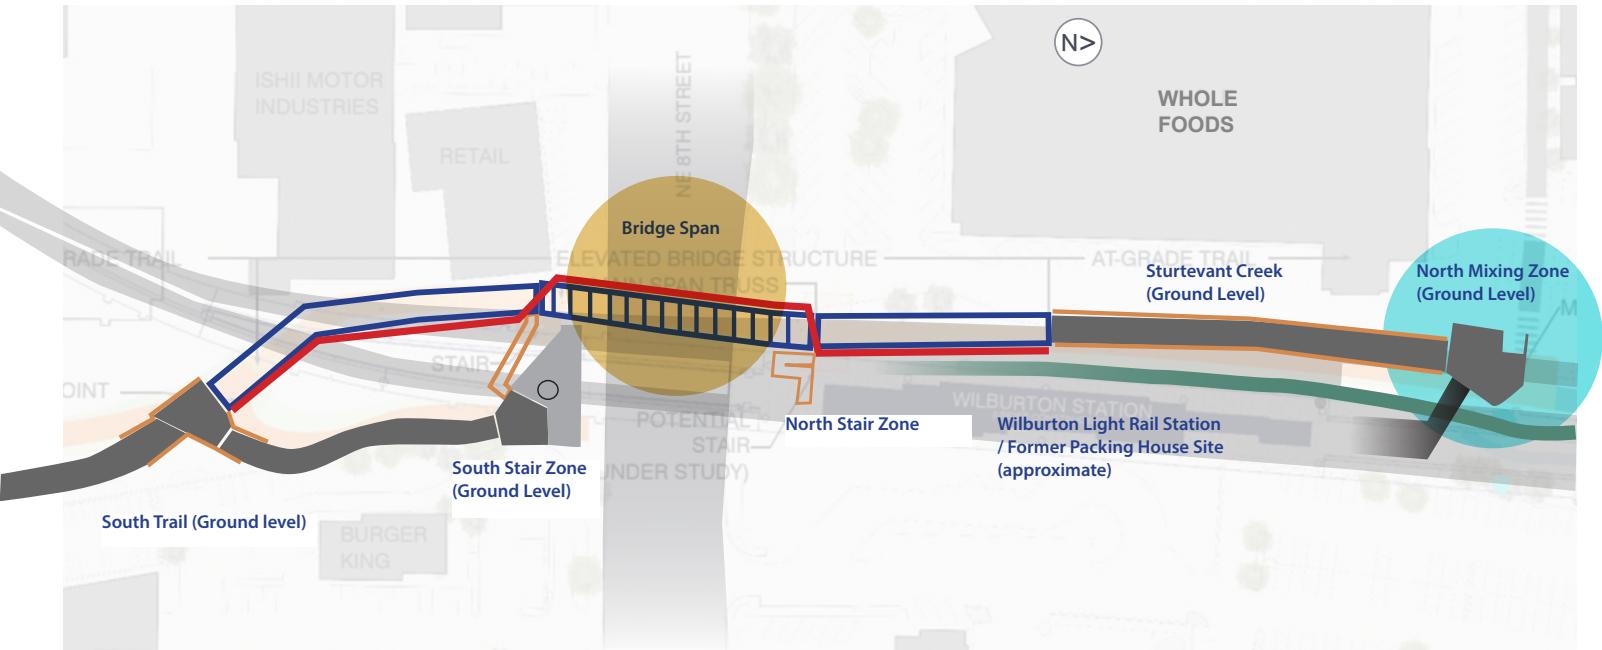 N>
ISHII MOTOR
INDUSTRIES
RETAIL
NE 8TH STREET
WHOLE
FOODS
Bridge Span
RADE TRAIL
ELEVATED BRIDGE STRUCTURE
SPAN TRUSS
AT-GRADE TRAIL
Sturtevant Creek
(Ground Level)
North Mixing Zone
(Ground Level)
M
STAIR
OINT
WILBURTON STATION
POTENTIAL
STAIR
UNDER STUDY)
North Stair Zone
Wilburton Light Rail Station
/ Former Packing House Site
(approximate)
South Stair Zone
(Ground Level)
South Trail (Ground level)
BURGER
KING